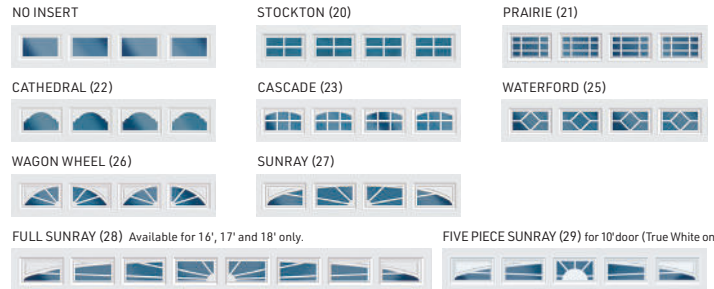 NO INSERT
STOCKTON (20)
PRAIRIE (21)
CATHEDRAL (22)
CASCADE (23)
WATERFORD (25)
WAGON WHEEL (26)
SUNRAY (27)
FULL SUNRAY (28) Available for 16', 17' and 18' only.
FIVE PIECE SUNRAY (29) for 10'door (True White on